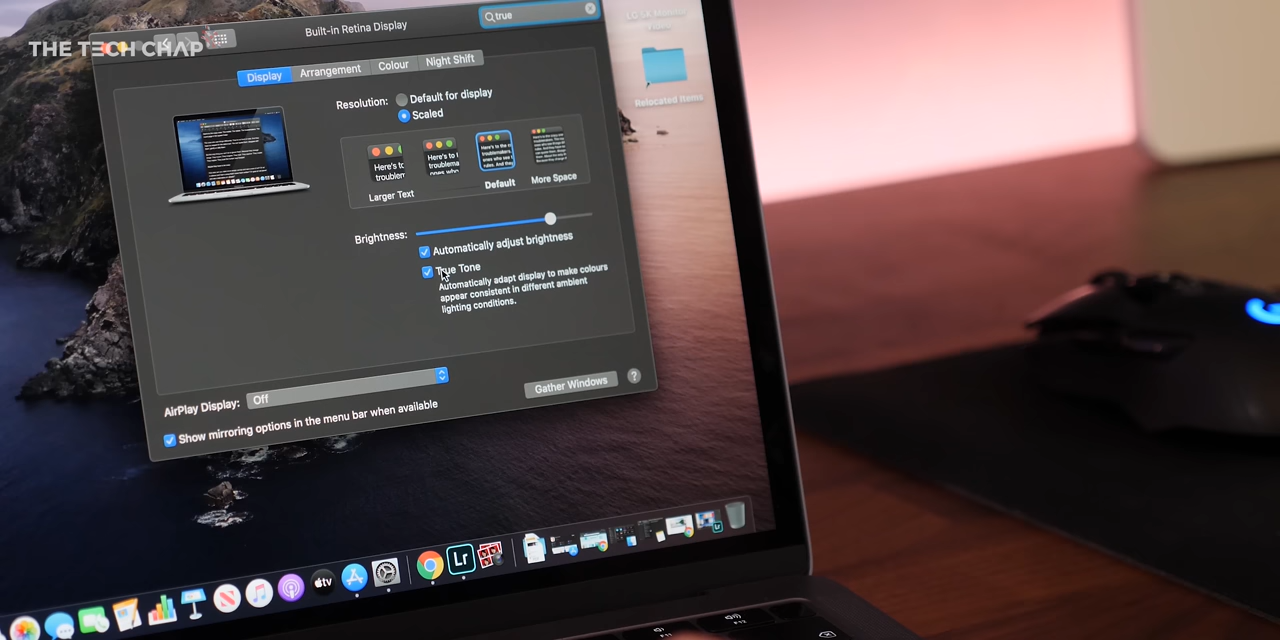 THE TECH CHAP
Built-in Retina Display
true
Display
Arrangement
Colour
Night Shift
Resolution:
Default for display
Scaled
Larger Text
Default
More Space
Brightness:
Automatically adjust brightness
True Tone
Automatically adapt display to make colours
appear consistent in different ambient
lighting conditions.
AirPlay Display:
Off
Show mirroring options in the menu bar when available
Gather Windows
?
Relocated Items
tv
Lr